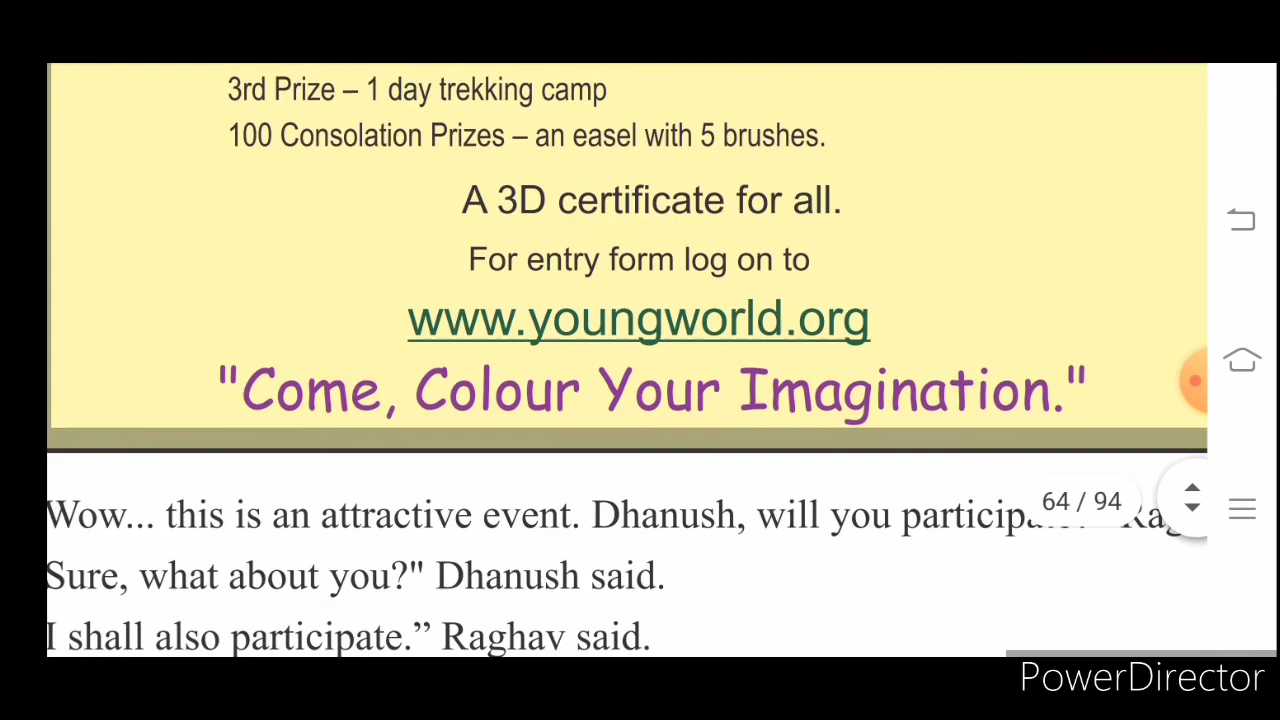 3rd Prize – 1 day trekking camp
100 Consolation Prizes – an easel with 5 brushes.
A 3D certificate for all.
For entry form log on to
www.youngworld.org
"Come, Colour Your Imagination."
Wow... this is an attractive event. Dhanush, will you
64 / 94
Sure, what about you?" Dhanush said.
I shall also participate.” Raghav said.
PowerDirector